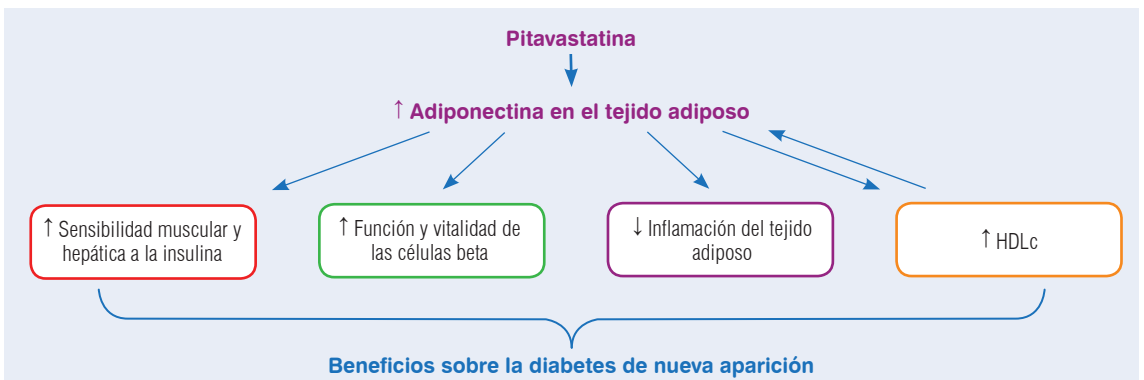 Pitavastatina
↑ Adiponectina en el tejido adiposo
↑ Sensibilidad muscular y
hepática a la insulina
↑ Función y vitalidad de
las células beta
↓ Inflamación del tejido
adiposo
↑ HDLc
Beneficios sobre la diabetes de nueva aparición